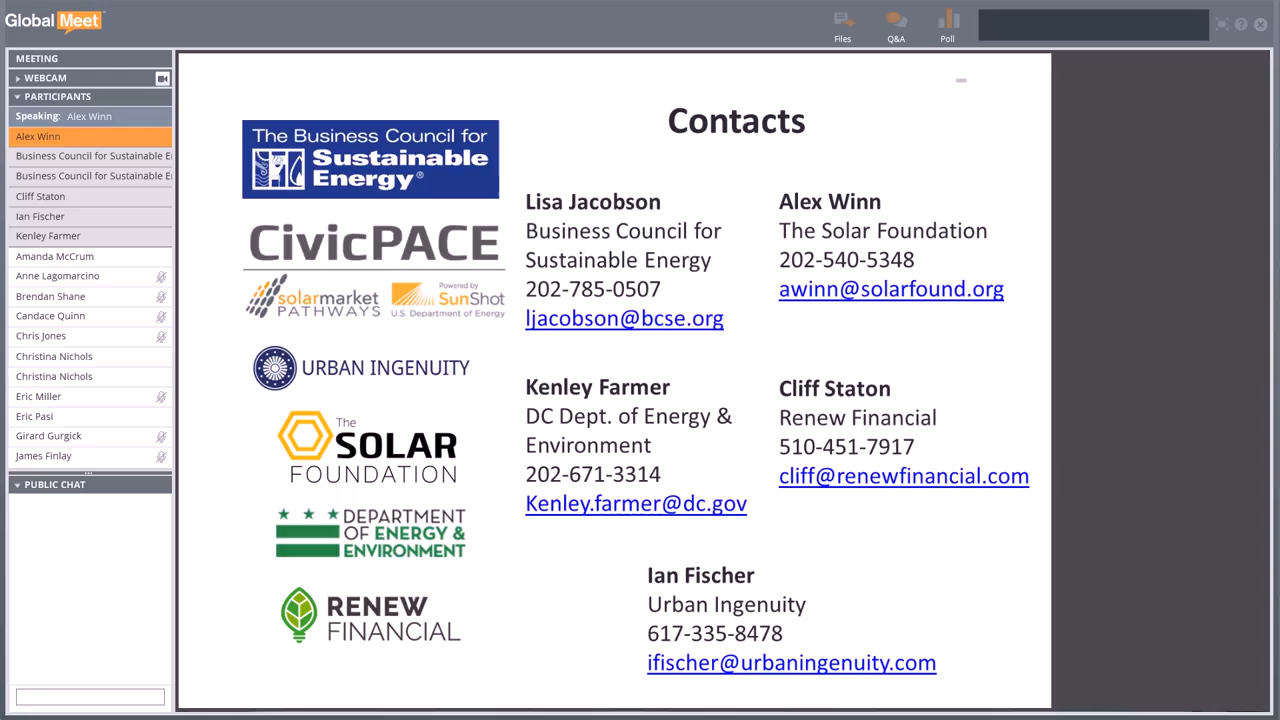 Global Meet
Files
Q&A
Poll
MEETING
WEBCAM
PARTICIPANTS
Speaking: Alex Winn
Alex Winn
Business Council for Sustainable E
Business Council for Sustainable E
Cliff Staton
Ian Fischer
Kenley Farmer
Amanda McCrum
Anne Lagomarcino
Brendan Shane
Candace Quinn
Chris Jones
Christina Nichols
Christina Nichols
Eric Miller
Eric Pasi
Girard Gurgick
James Finlay
PUBLIC CHAT
The Business Council for
Sustainable
Energy®
CivicPACE
solarmarket
PATHWAYS
Powered by
SunShot
U.S. Department of Energy
URBAN INGENUITY
The
SOLAR
FOUNDATION
DEPARTMENT
OF ENERGY &
ENVIRONMENT
RENEW
FINANCIAL
Contacts
Lisa Jacobson
Business Council for
Sustainable Energy
202-785-0507
ljacobson@bcse.org
Alex Winn
The Solar Foundation
202-540-5348
awinn@solarfound.org
Kenley Farmer
DC Dept. of Energy &
Environment
202-671-3314
Kenley.farmer@dc.gov
Cliff Staton
Renew Financial
510-451-7917
cliff@renewfinancial.com
Ian Fischer
Urban Ingenuity
617-335-8478
ifischer@urbaningenuity.com